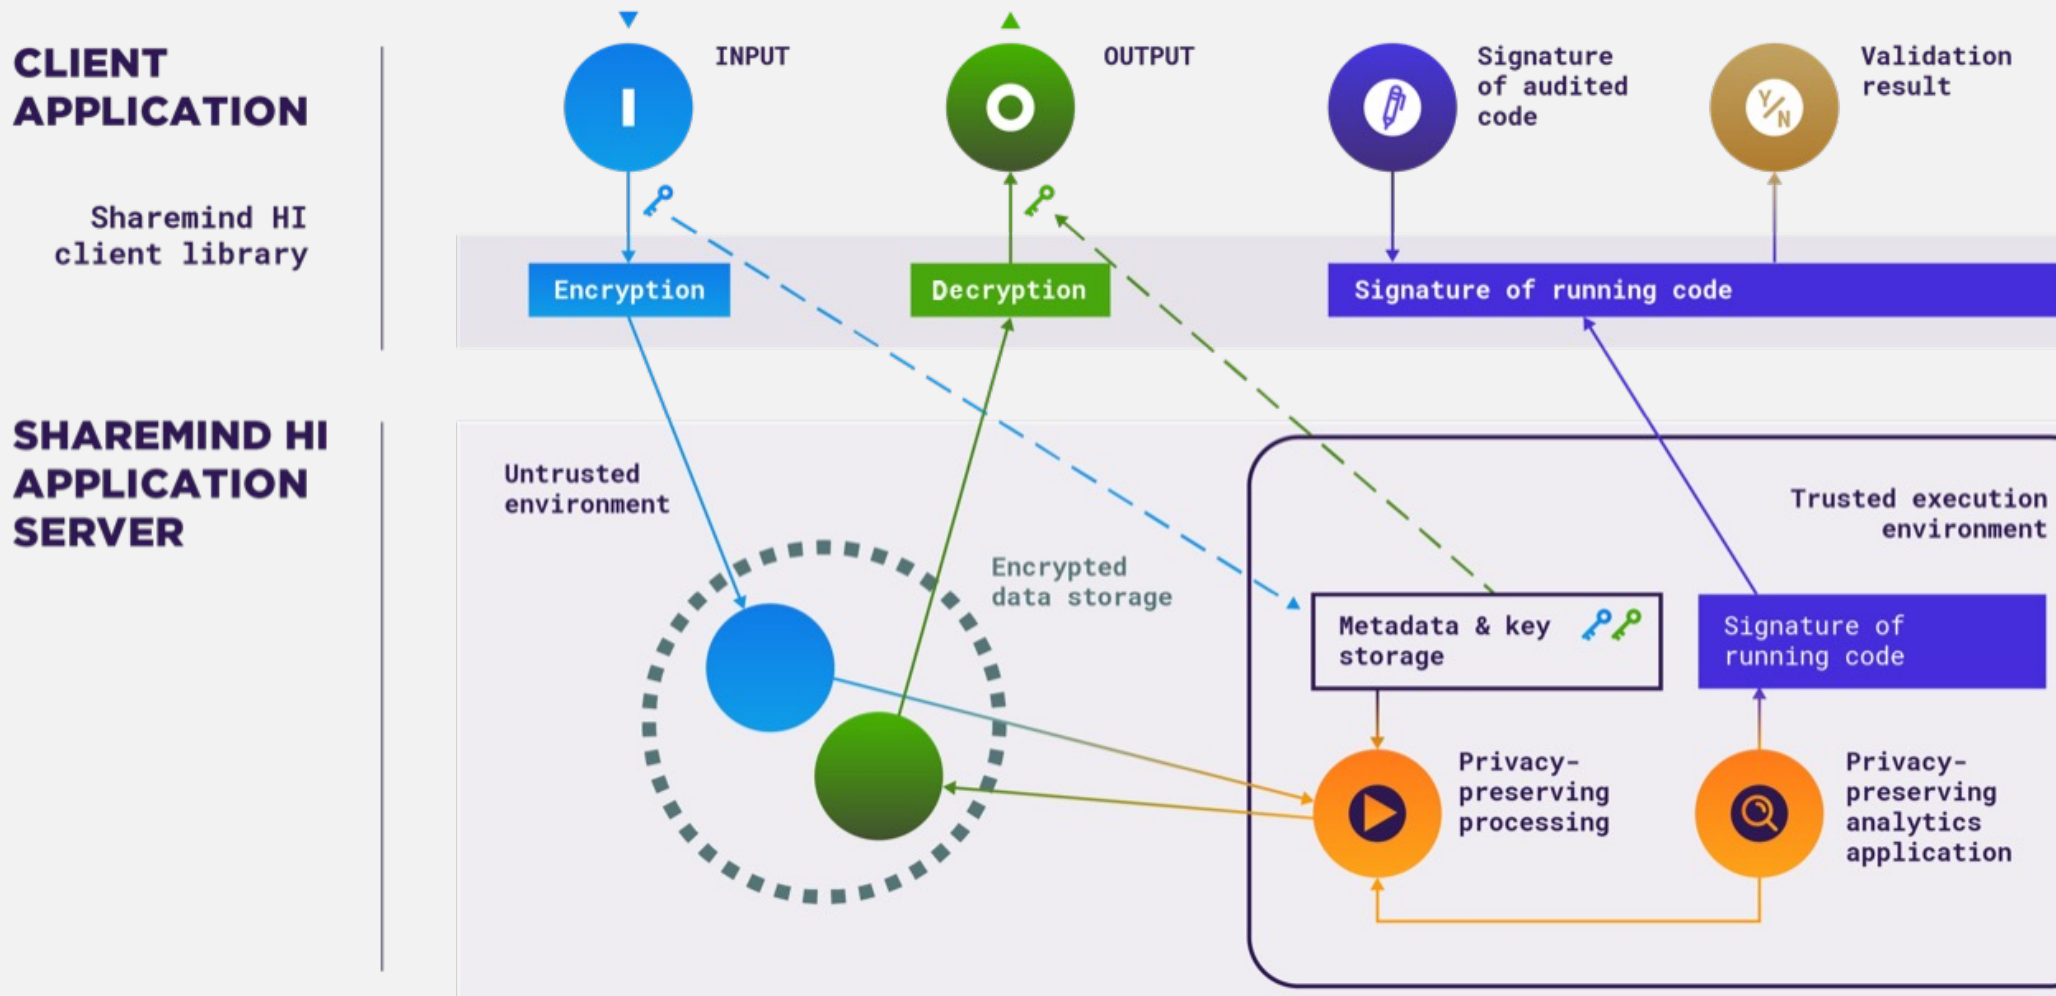 CLIENT
APPLICATION
Sharemind HI
client library
INPUT
I
OUTPUT
O
Signature
of audited
code
Validation
result
Y/N
Encryption
Decryption
Signature of running code
SHAREMIND HI
APPLICATION
SERVER
Untrusted
environment
Encrypted
data storage
Trusted execution
environment
Metadata & key
storage
Signature of
running code
Privacy-
preserving
processing
Privacy-
preserving
analytics
application